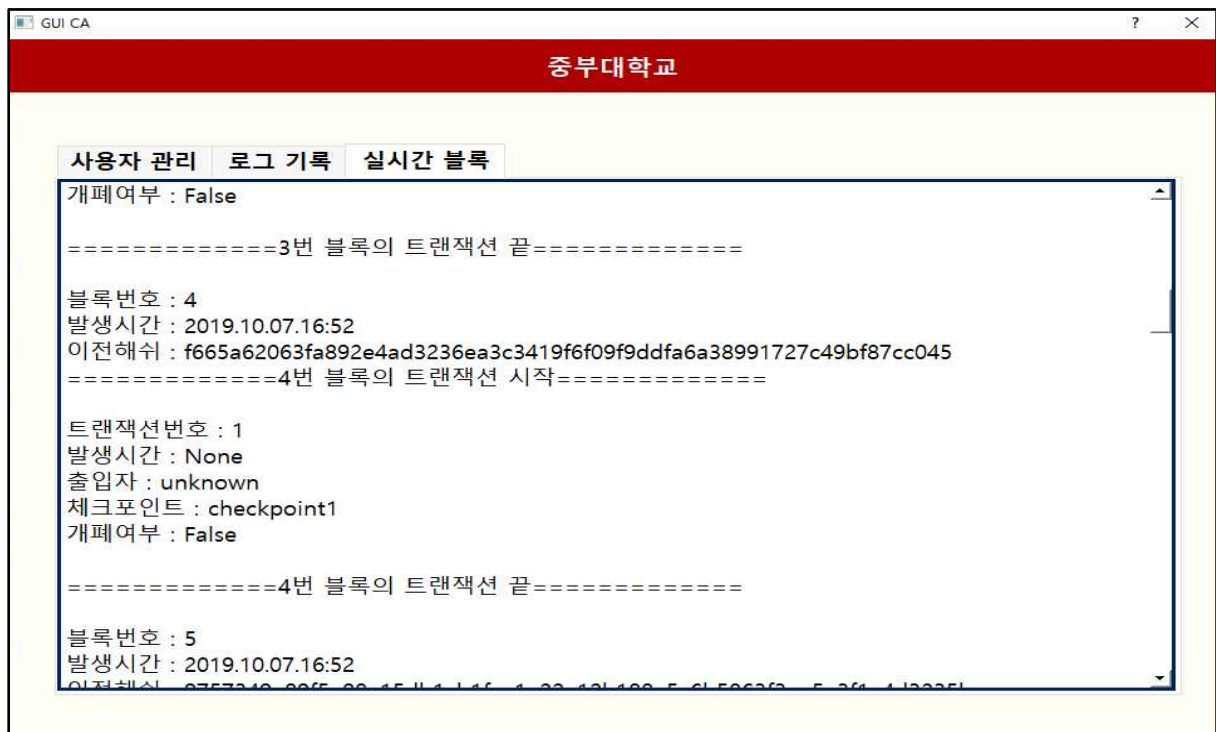 GUI CA
중부대학교
사용자 관리 로그 기록 실시간 블록
개폐여부 : False
=============3번 블록의 트랜잭션 끝=============
블록번호 : 4
발생시간 : 2019.10.07.16:52
이전해쉬 : f665a62063fa892e4ad3236ea3c3419f6f09f9ddfa6a38991727c49bf87cc045
=============4번 블록의 트랜잭션 시작=============
트랜잭션번호 : 1
발생시간 : None
출입자 : unknown
체크포인트 : checkpoint1
개폐여부 : False
=============4번 블록의 트랜잭션 끝=============
블록번호 : 5
발생시간 : 2019.10.07.16:52
이전해쉬 :